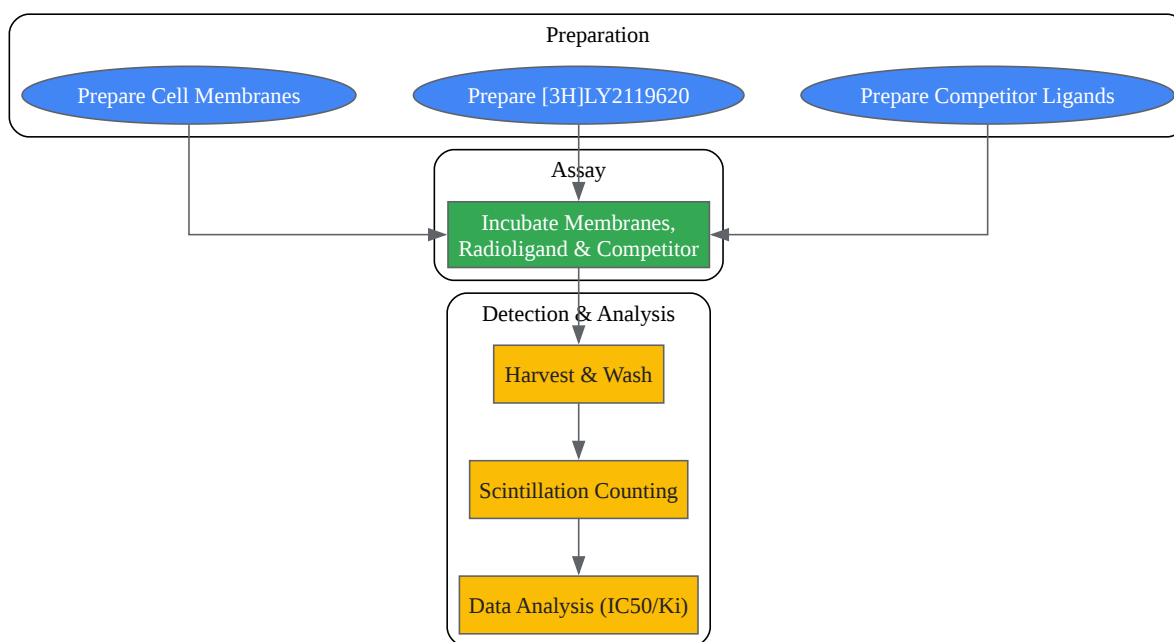 Preparation
Prepare Cell Membranes
Prepare [3H]LY2119620
Prepare Competitor Ligands
Assay
Incubate Membranes,
Radioligand & Competitor
Detection & Analysis
Harvest & Wash
Scintillation Counting
Data Analysis (IC50/Ki)